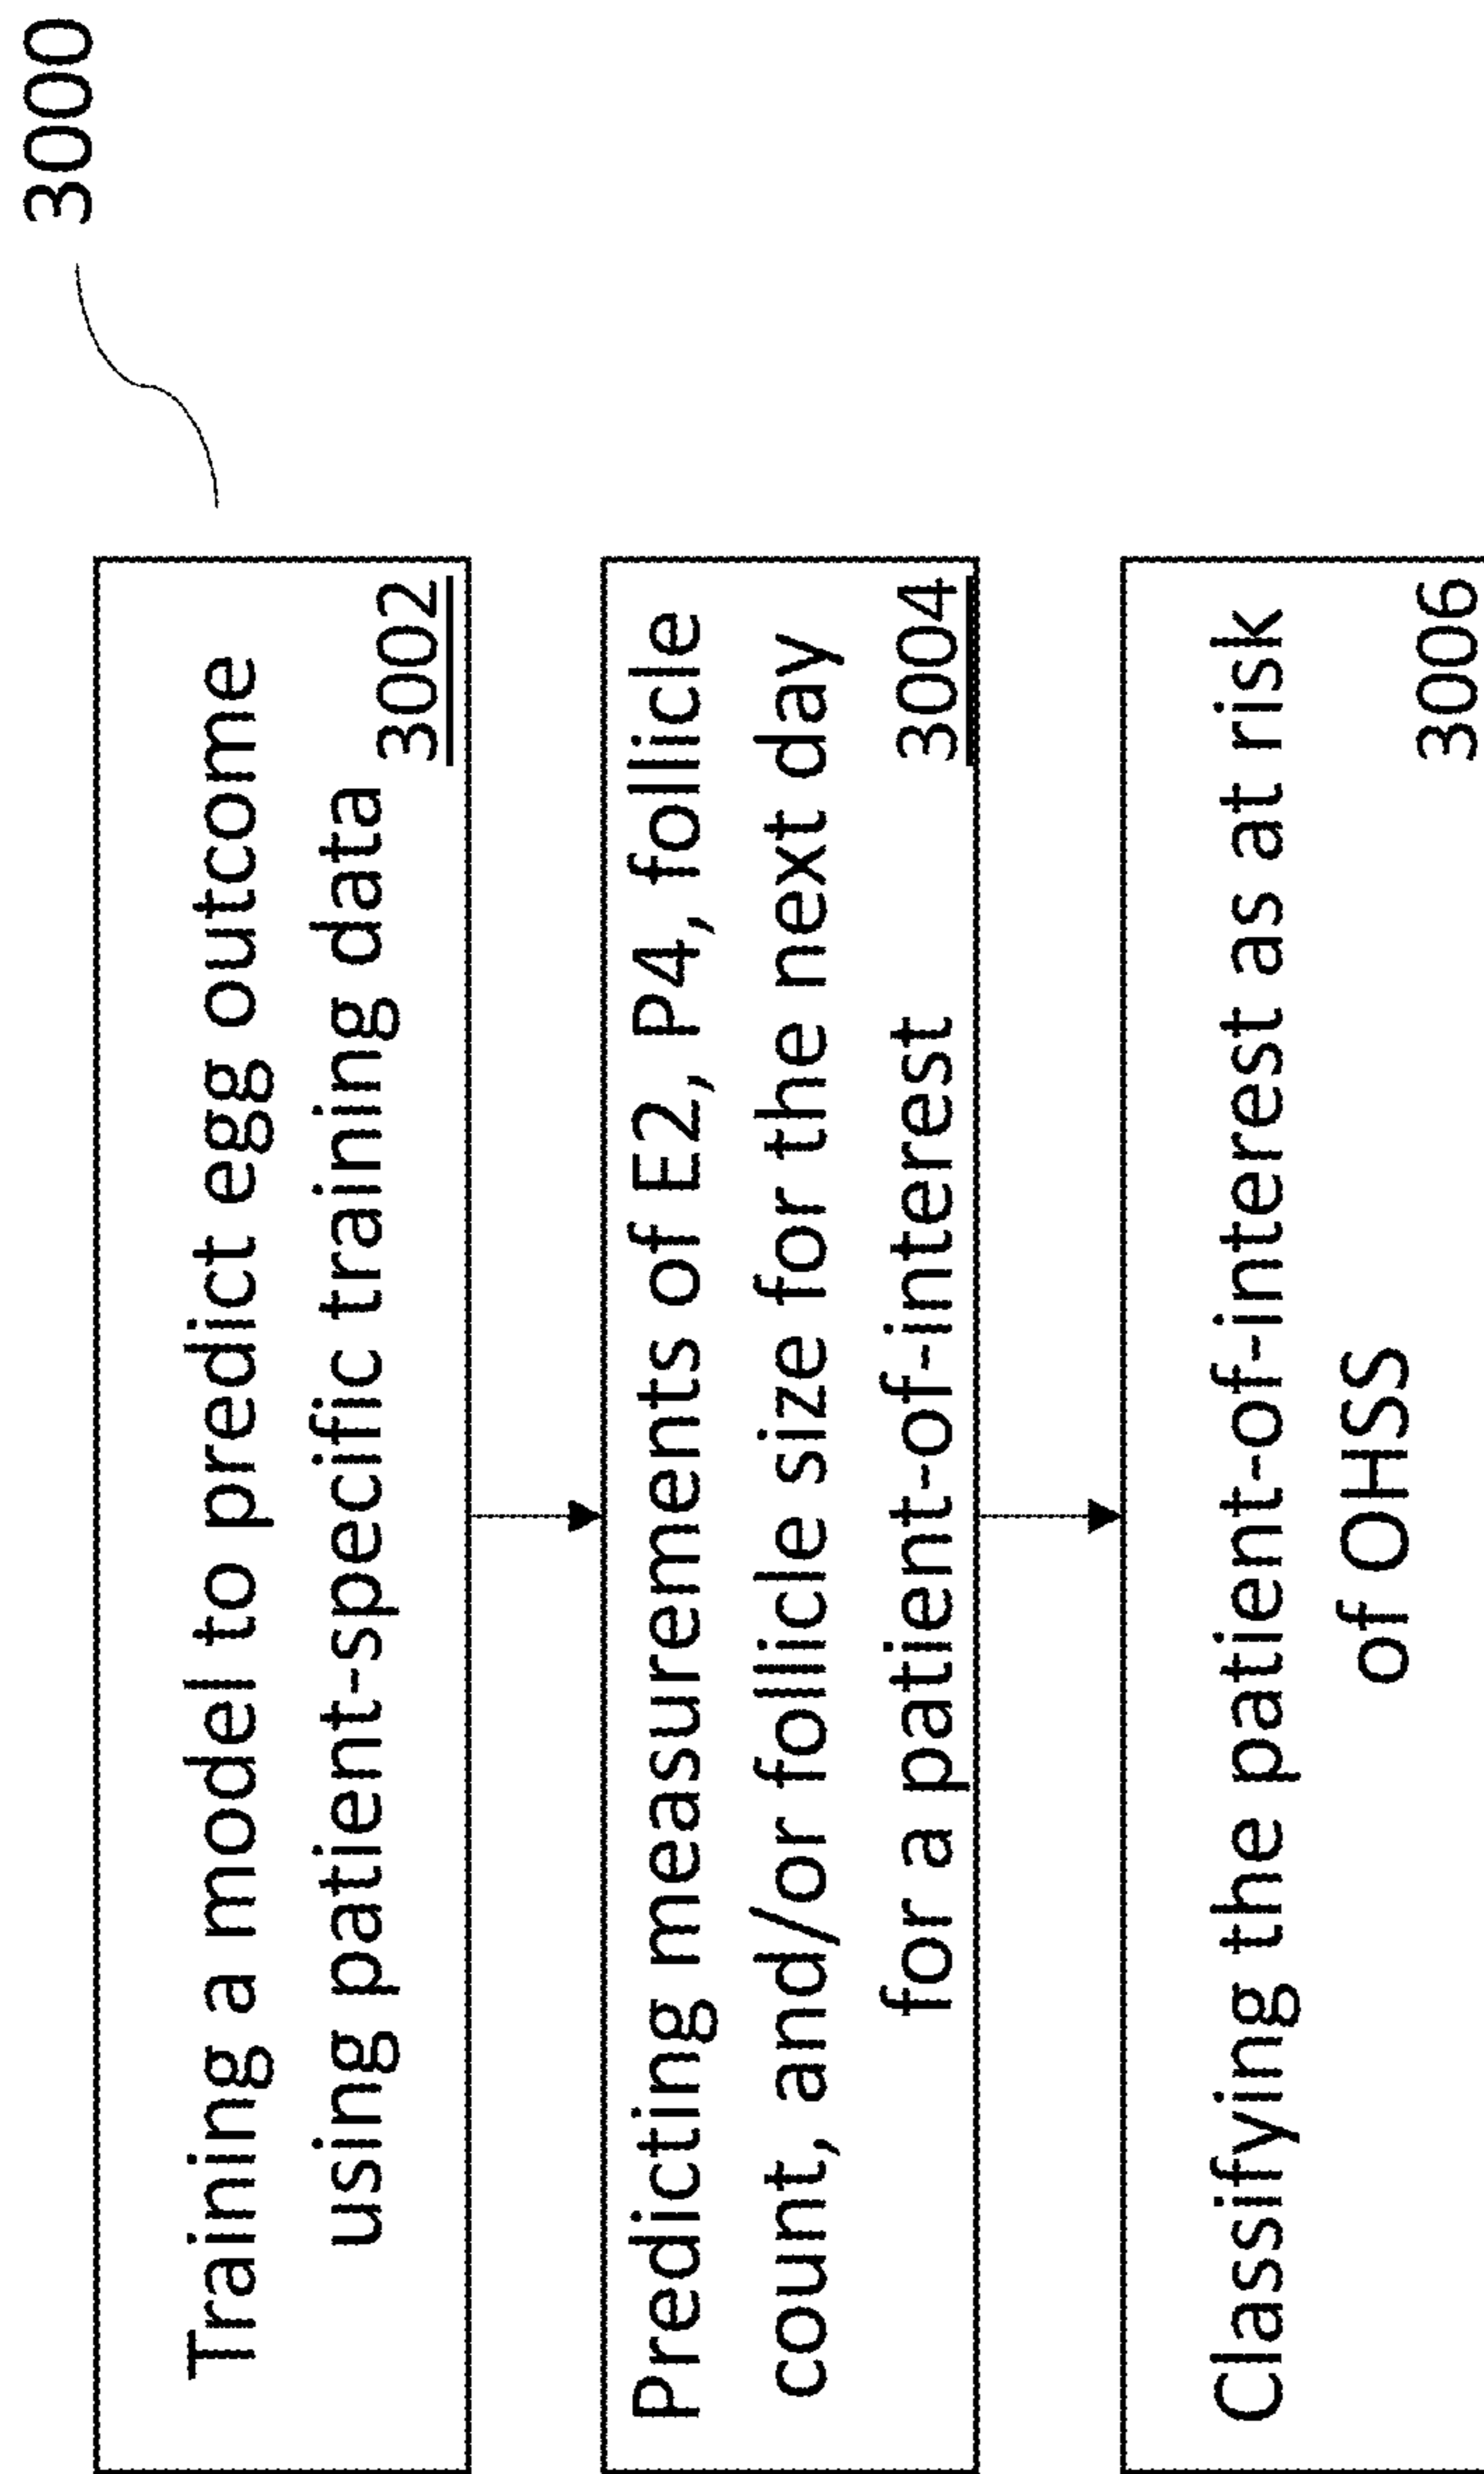 3000
Training a model to predict egg outcome
using patient-specific training data
3002
Predicting measurements of E2, P4, follicle
count, and/or follicle size for the next day
for a patient-of-interest
3004
Classifying the patient-of-interest as at risk
of OHSS
3006